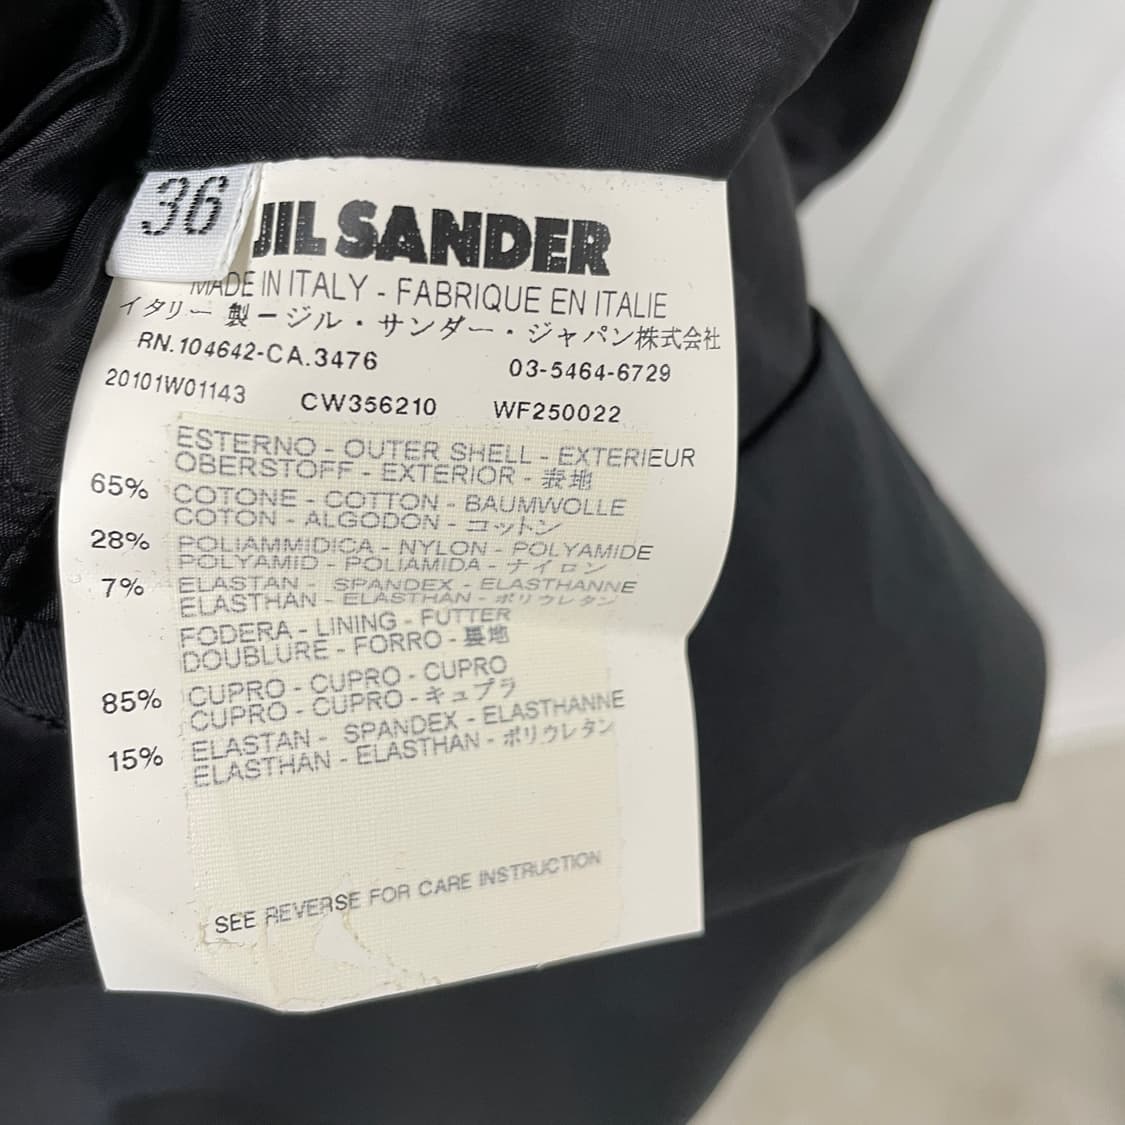 36
JIL SANDER
MADE IN ITALY - FABRIQUE EN ITALIE
イタリー 製ージル・サンダー・ジャパン株式会社
RN.104642-CA.3476 03-5464-6729
20101W01143 CW356210 WF250022
ESTERNO - OUTER SHELL - EXTERIEUR
OBERSTOFF - EXTERIOR - 表地
65% COTONE - COTTON - BAUMWOLLE
COTON - ALGODON - コットン
28% POLIAMMIDICA - NYLON - POLYAMIDE
POLYAMID - POLIAMIDA - ナイロン
7% ELASTAN - SPANDEX - ELASTHANNE
ELASTHAN - ELASTHAN - ポリウレタン
FODERA - LINING - FUTTER
DOUBLURE - FORRO - 裏地
85% CUPRO - CUPRO - CUPRO
CUPRO - CUPRO - キュプラ
15% ELASTAN - SPANDEX - ELASTHANNE
ELASTHAN - ELASTHAN - ポリウレタン
SEE REVERSE FOR CARE INSTRUCTION